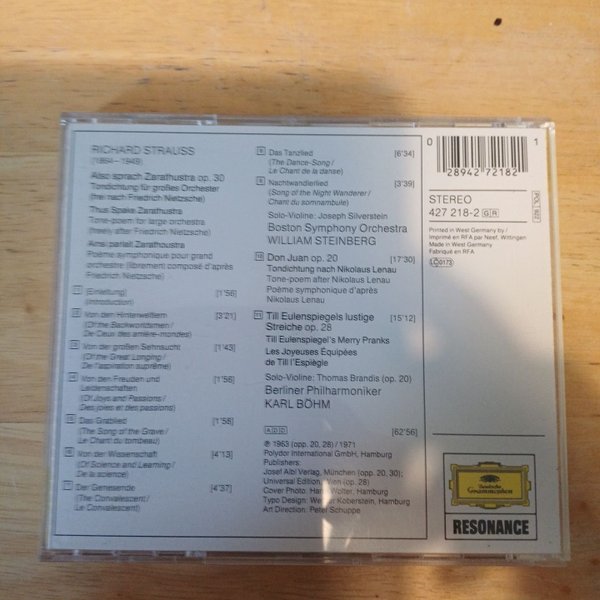 RICHARD STRAUSS
(1864–1949)
Also sprach Zarathustra op. 30
Tondichtung für großes Orchester
(frei nach Friedrich Nietzsche)
Thus Spake Zarathustra
Tone-poem for large orchestra
(freely after Friedrich Nietzsche)
Ainsi parlait Zarathoustra
Poème symphonique pour grand
orchestre (librement) composé d'après
Friedrich Nietzsche)
1 (Einleitung) [1'56]
(Introduction)
2 Von den Hinterweltlern [3'21]
(Of the Backwordsmen /
De Ceux des arrière-mondes)
3 Von der großen Sehnsucht [1'43]
(Of the Great Longing /
De l'aspiration suprême)
4 Von den Freuden und [1'56]
Leidenschaften
(Of Joys and Passions /
Des joies et des passions)
5 Das Grablied [1'58]
(The Song of the Grave /
Le Chant du tombeau)
6 Von der Wissenschaft [4'13]
(Of Science and Learning /
De la science)
7 Der Genesende [4'37]
(The Convalescent /
Le Convalescent)
8 Das Tanzlied [6'34]
(The Dance-Song /
Le Chant de la danse)
9 Nachtwandlerlied [3'39]
(Song of the Night Wanderer /
Chant du somnambule)
Solo-Violine: Joseph Silverstein
Boston Symphony Orchestra
WILLIAM STEINBERG
10 Don Juan op. 20 [17'30]
Tondichtung nach Nikolaus Lenau
Tone-poem after Nikolaus Lenau
Poème symphonique d'après
Nikolaus Lenau
11 Till Eulenspiegels lustige [15'12]
Streiche op. 28
Till Eulenspiegel's Merry Pranks
Les Joyeuses Équipées
de Till l'Espiègle
Solo-Violine: Thomas Brandis (op. 20)
Berliner Philharmoniker
KARL BÖHM
ADD [62'56]
℗ 1963 (opp. 20, 28) / 1971
Polydor International GmbH, Hamburg
Publishers:
Josef Aibl Verlag, München (opp. 20, 30);
Universal Edition, Wien (op. 28)
Cover Photo: Hans Wolter, Hamburg
Typo Design: Werner Koberstein, Hamburg
Art Direction: Peter Schuppe
0 28942 72182 1
STEREO
427 218-2 GR
Printed in West Germany by /
Imprimé en RFA par Neef, Wittingen
Made in West Germany
Fabriqué en RFA
LC 0173
Deutsche
Grammophon
RESONANCE